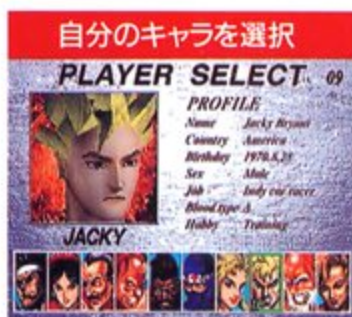 自分のキャラを選択
PLAYER SELECT 09
PROFILE
Name Jacky Bryant
Country America
Birthday 1970.8.28
Sex Male
Job Indy car racer
Blood type A
Hobby Training
JACKY